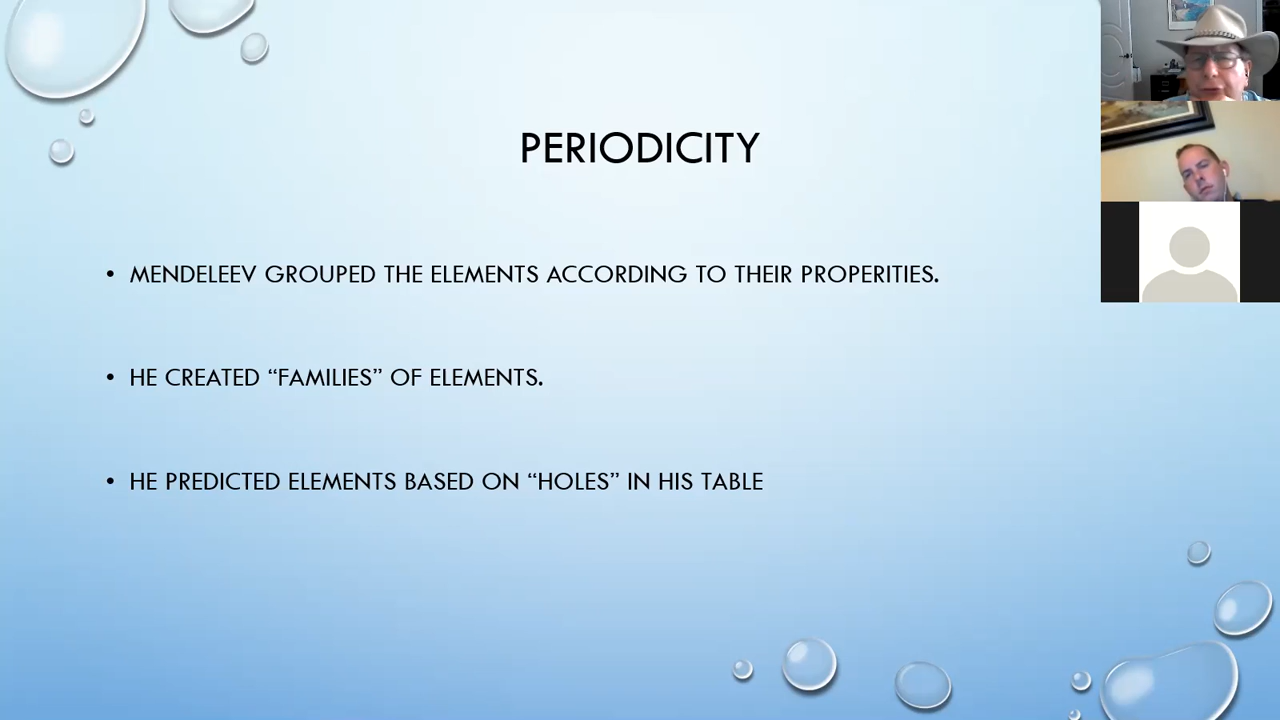 PERIODICITY
• MENDELEEV GROUPED THE ELEMENTS ACCORDING TO THEIR PROPERITIES.
• HE CREATED “FAMILIES” OF ELEMENTS.
• HE PREDICTED ELEMENTS BASED ON “HOLES” IN HIS TABLE